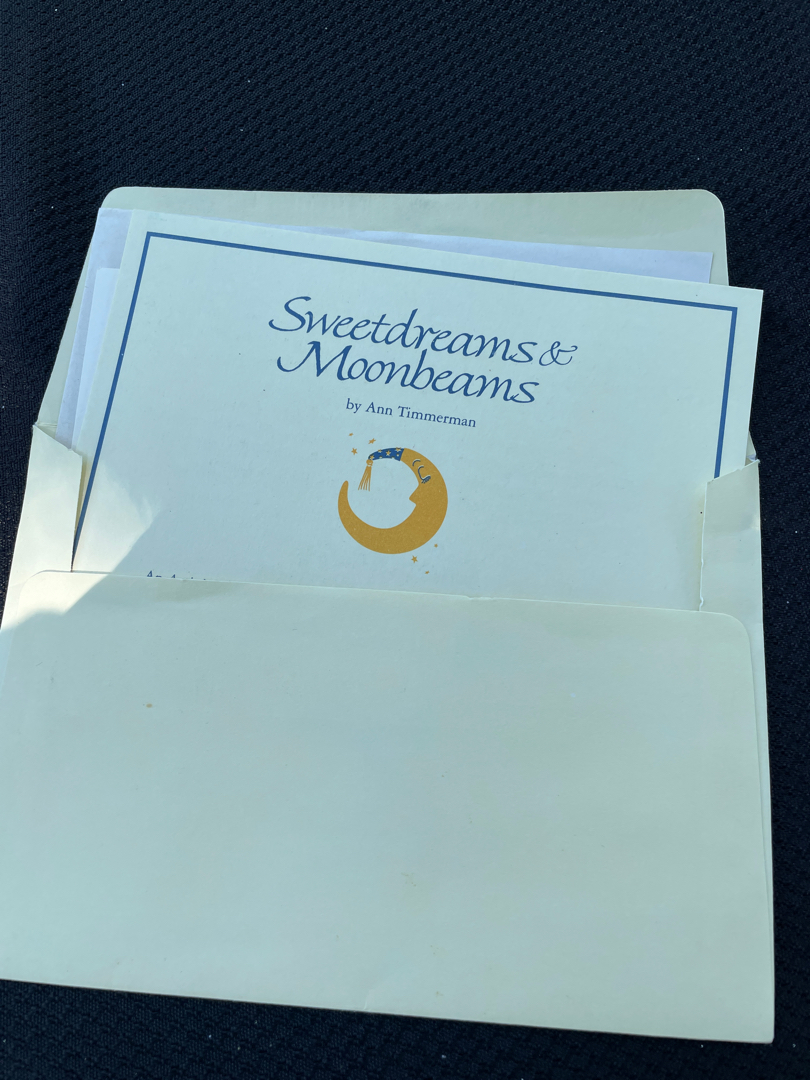 Sweetdreams &
Moonbeams
by Ann Timmerman